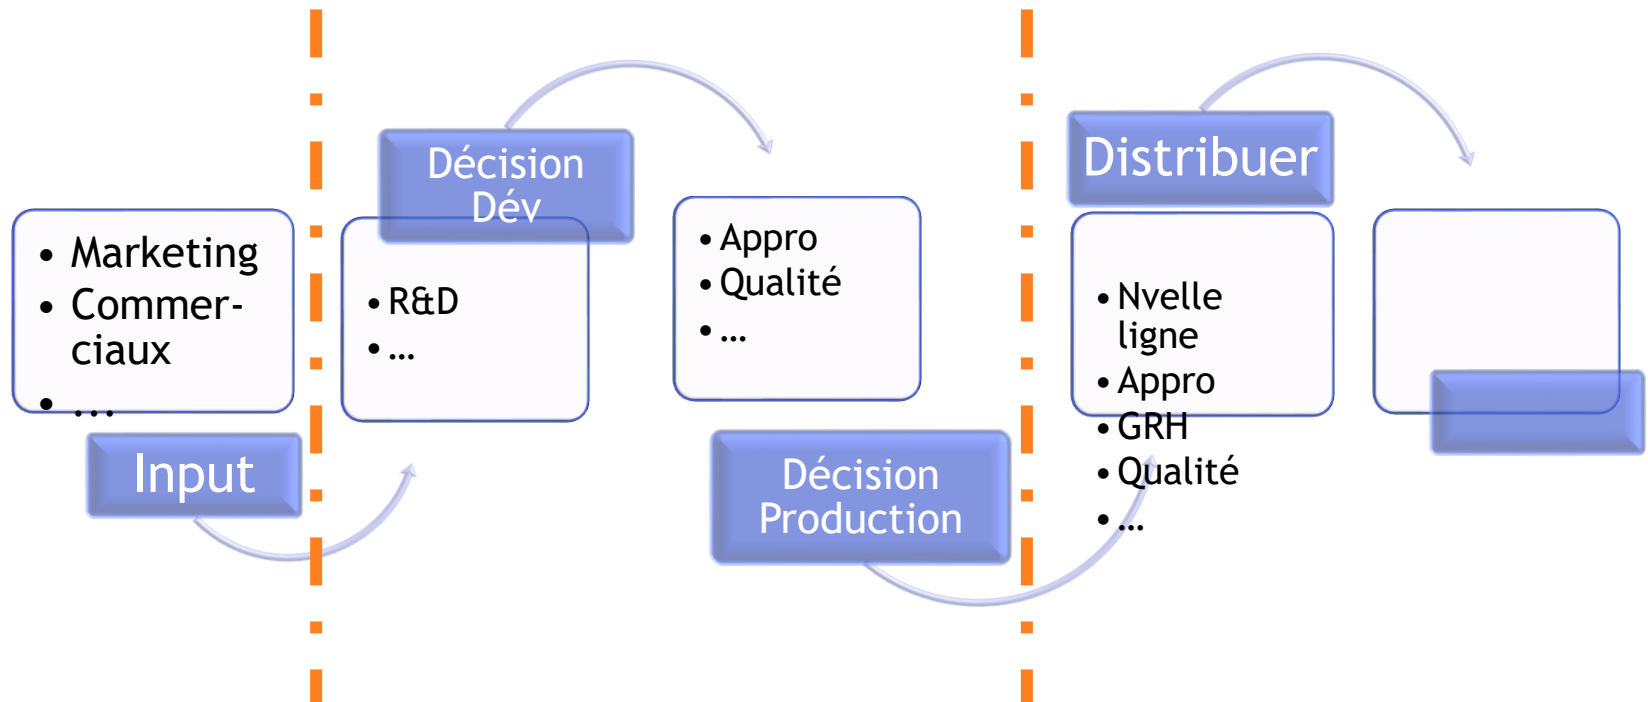 • Marketing
• Commer-
ciaux
• ...
Input
Décision
Dév
• R&D
• ...
• Appro
• Qualité
• ...
Décision
Production
Distribuer
• Nvelle
ligne
• Appro
• GRH
• Qualité
• ...